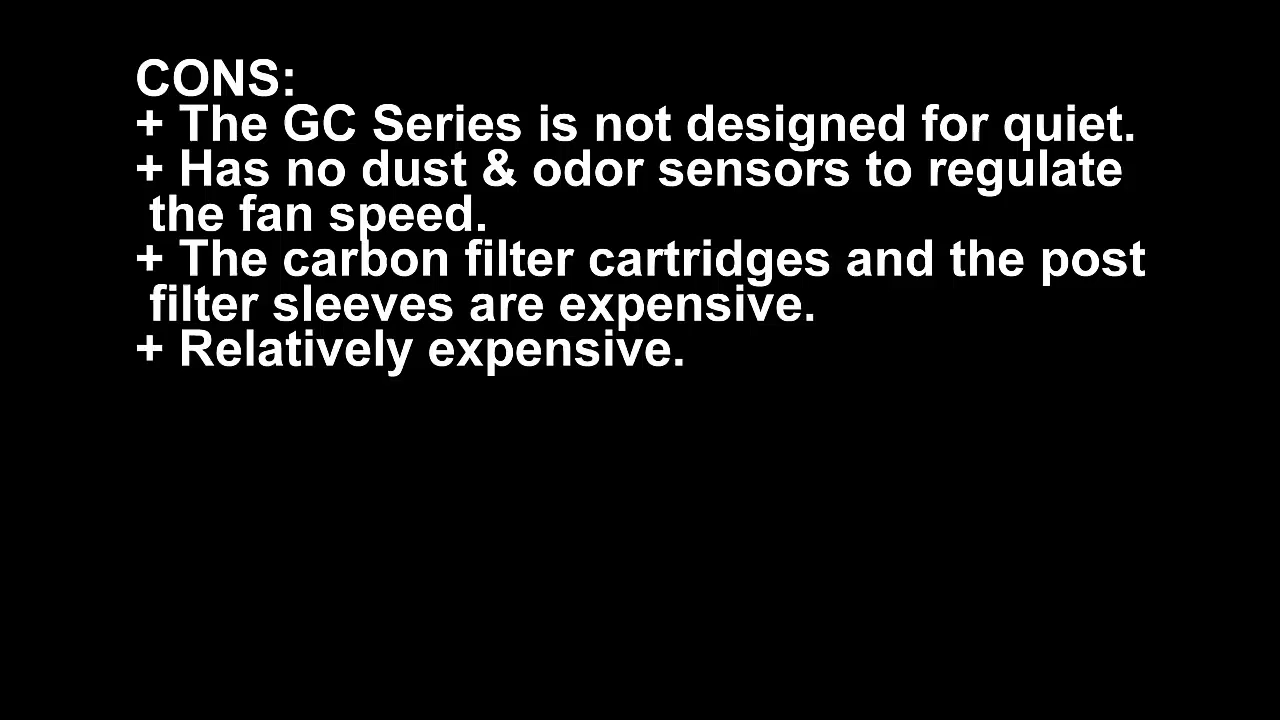 CONS:
+ The GC Series is not designed for quiet.
+ Has no dust & odor sensors to regulate
the fan speed.
+ The carbon filter cartridges and the post
filter sleeves are expensive.
+ Relatively expensive.